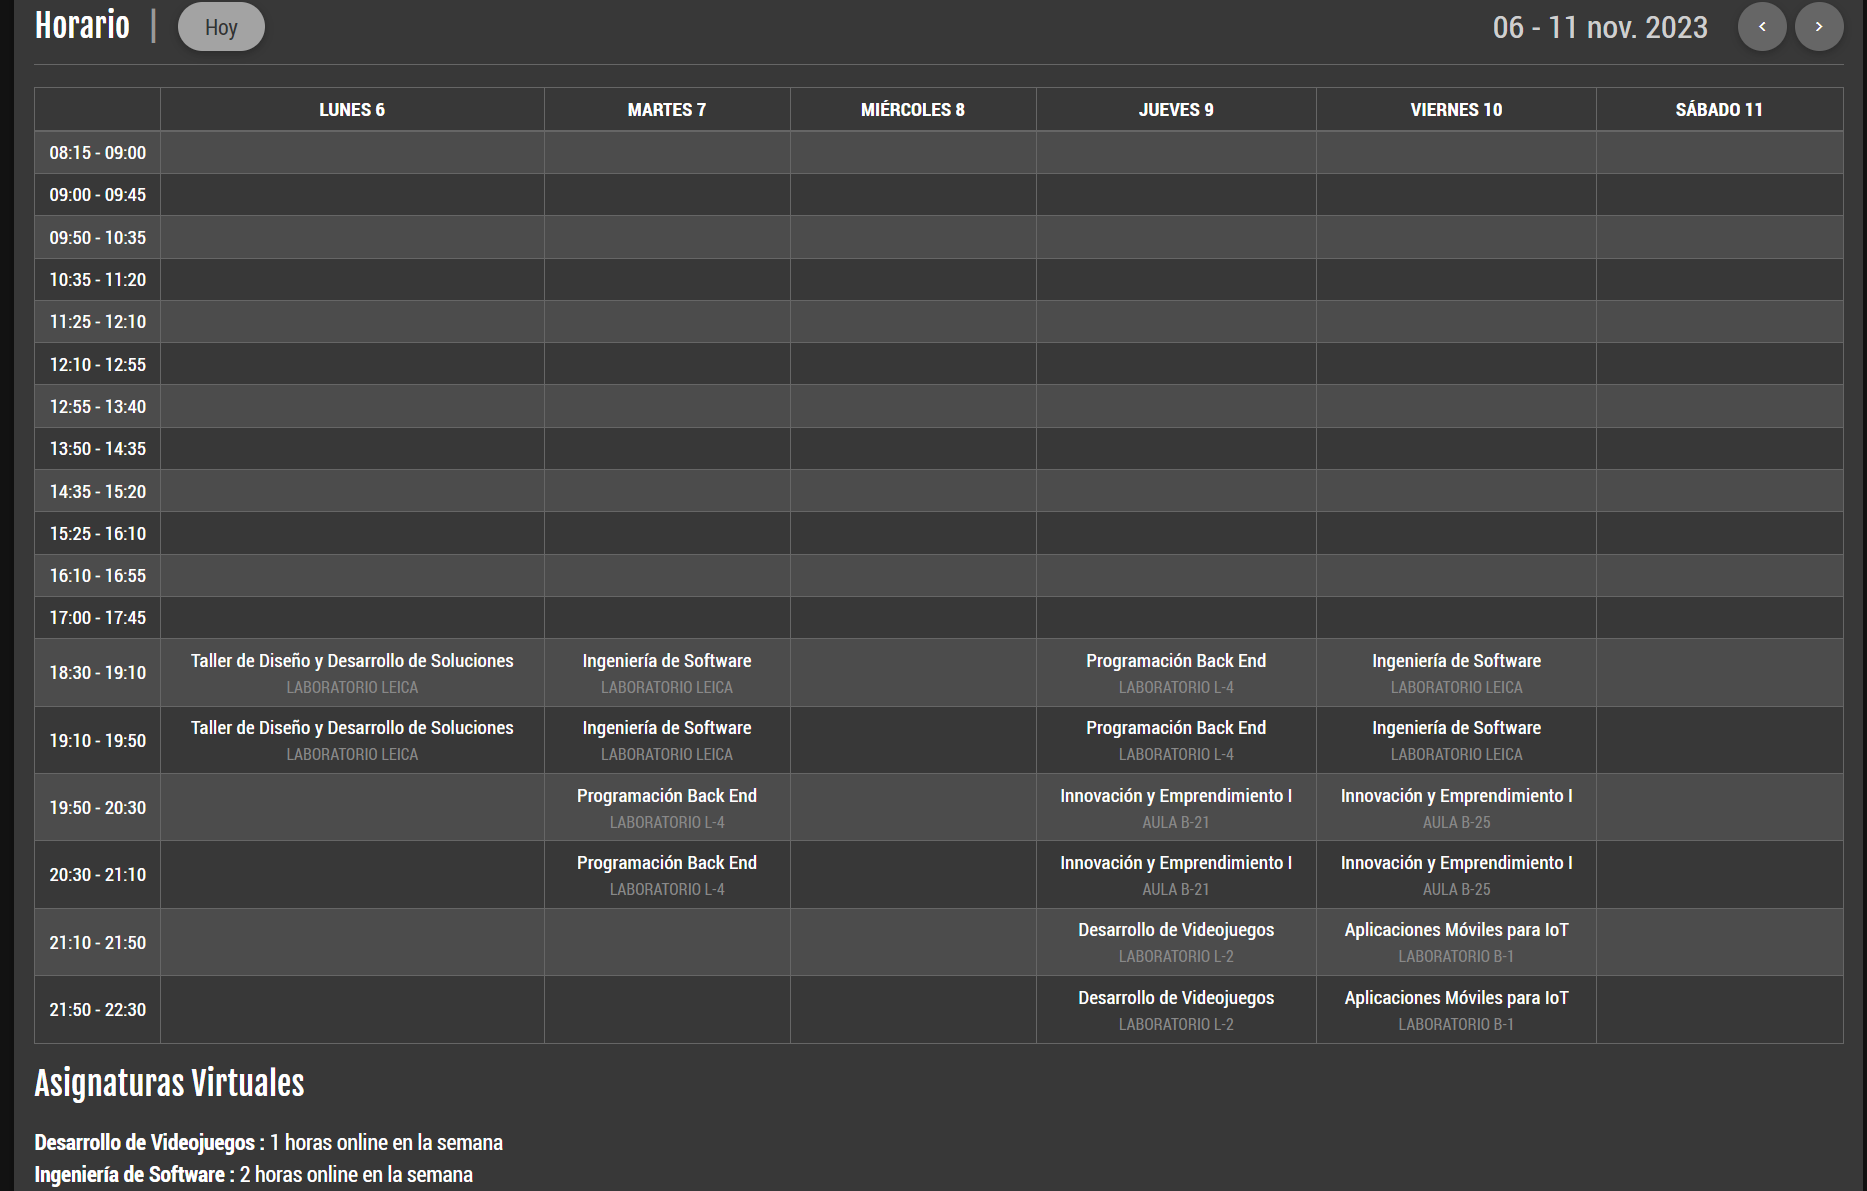 Horario | Hoy 06 - 11 nov. 2023 < >
LUNES 6 MARTES 7 MIÉRCOLES 8 JUEVES 9 VIERNES 10 SÁBADO 11
08:15 - 09:00
09:00 - 09:45
09:50 - 10:35
10:35 - 11:20
11:25 - 12:10
12:10 - 12:55
12:55 - 13:40
13:50 - 14:35
14:35 - 15:20
15:25 - 16:10
16:10 - 16:55
17:00 - 17:45
18:30 - 19:10
Taller de Diseño y Desarrollo de Soluciones
LABORATORIO LEICA
Ingeniería de Software
LABORATORIO LEICA
Programación Back End
LABORATORIO L-4
Ingeniería de Software
LABORATORIO LEICA
19:10 - 19:50
Taller de Diseño y Desarrollo de Soluciones
LABORATORIO LEICA
Ingeniería de Software
LABORATORIO LEICA
Programación Back End
LABORATORIO L-4
Ingeniería de Software
LABORATORIO LEICA
19:50 - 20:30
Programación Back End
LABORATORIO L-4
Innovación y Emprendimiento I
AULA B-21
Innovación y Emprendimiento I
AULA B-25
20:30 - 21:10
Programación Back End
LABORATORIO L-4
Innovación y Emprendimiento I
AULA B-21
Innovación y Emprendimiento I
AULA B-25
21:10 - 21:50
Desarrollo de Videojuegos
LABORATORIO L-2
Aplicaciones Móviles para IoT
LABORATORIO B-1
21:50 - 22:30
Desarrollo de Videojuegos
LABORATORIO L-2
Aplicaciones Móviles para IoT
LABORATORIO B-1
Asignaturas Virtuales
Desarrollo de Videojuegos : 1 horas online en la semana
Ingeniería de Software : 2 horas online en la semana